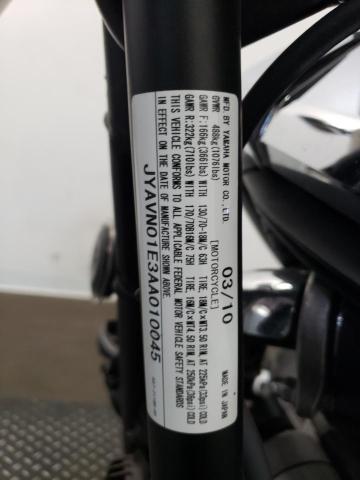 MFD. BY YAMAHA MOTOR CO., LTD. 03/10 MADE IN JAPAN
GVWR 488kg(1076lbs) [MOTORCYCLE]
GAWR F:166kg(366lbs) WITH 130/70-18M/C 63H TIRE, 18M/C×MT3.50 RIM, AT 225kPa(33psi) COLD
GAWR R:322kg(710lbs) WITH 170/70B16M/C 75H TIRE, 16M/C×MT4.50 RIM, AT 250kPa(36psi) COLD
THIS VEHICLE CONFORMS TO ALL APPLICABLE FEDERAL MOTOR VEHICLE SAFETY STANDARDS
IN EFFECT ON THE DATE OF MANUFACTURE SHOWN ABOVE.
JYAVN01E3AA010045